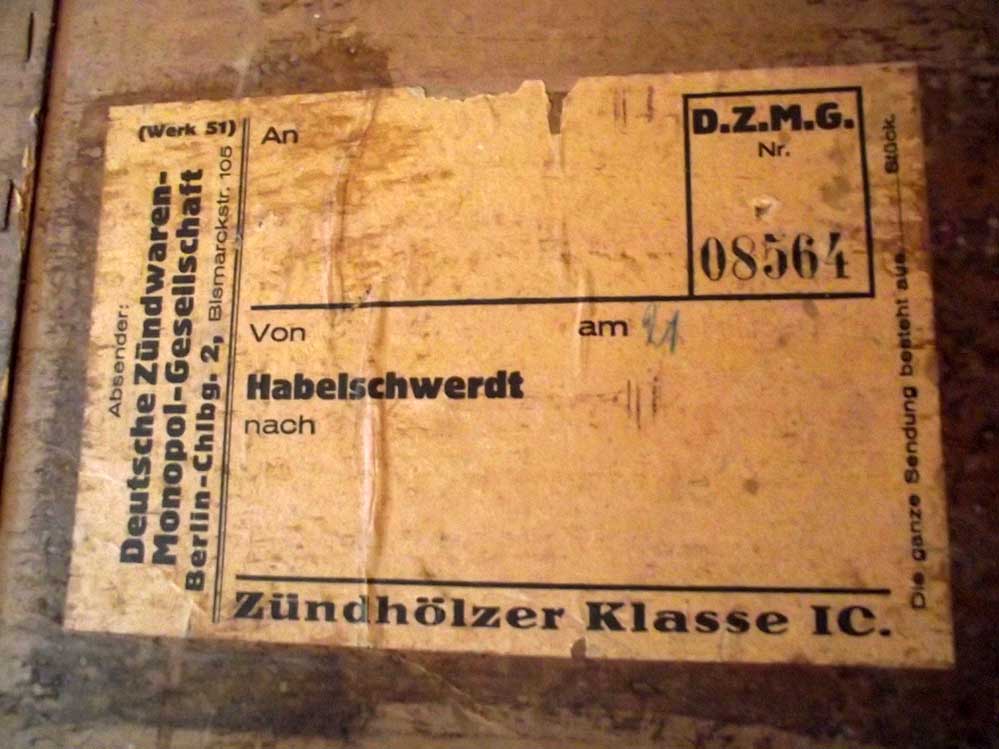 (Werk 51)
Absender:
Deutsche Zündwaren-
Monopol-Gesellschaft
Berlin-Chlbg. 2, Bismarckstr. 105
An
D.Z.M.G.
Nr.
08564
Von
am 21
Habelschwerdt
nach
Zündhölzer Klasse IC.
Die ganze Sendung besteht aus Stück.